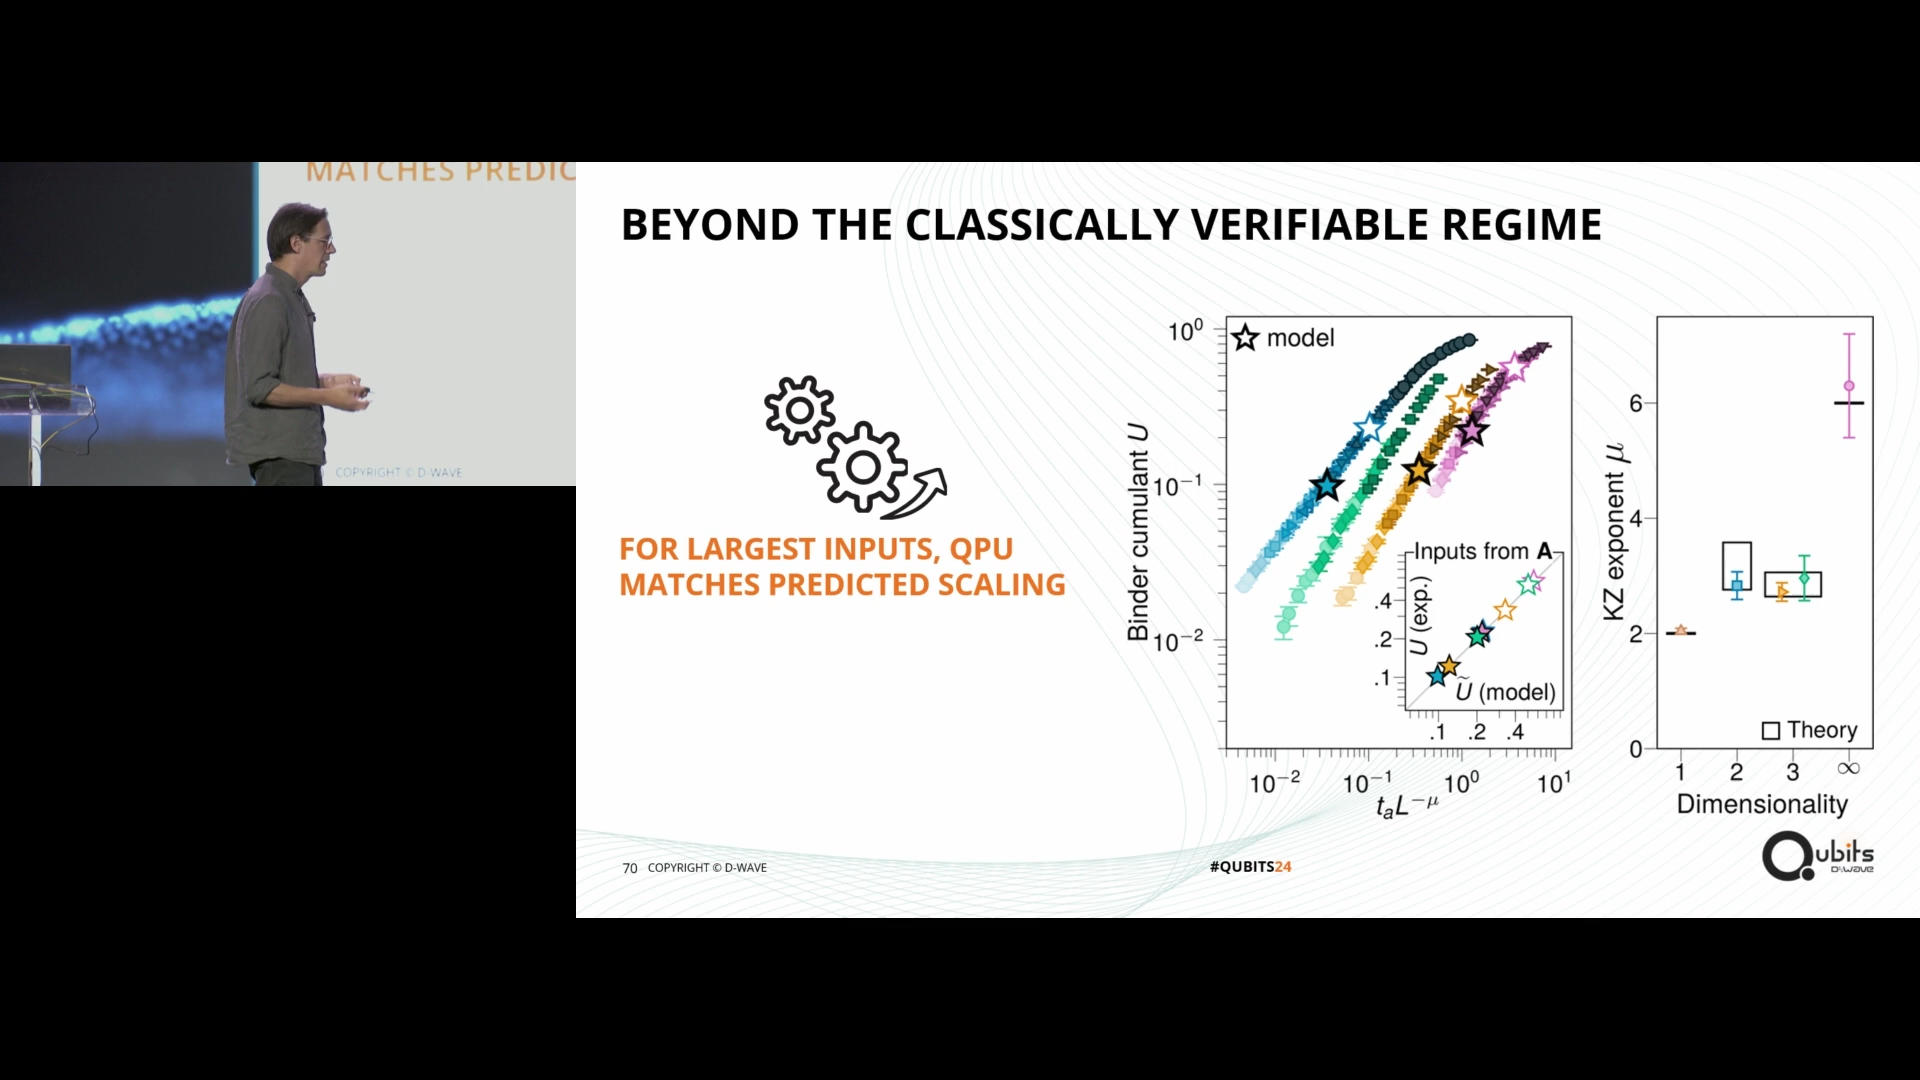 MATCHES PREDIC
COPYRIGHT © D-WAVE
BEYOND THE CLASSICALLY VERIFIABLE REGIME
FOR LARGEST INPUTS, QPU
MATCHES PREDICTED SCALING
model
Binder cumulant U
10⁰
10⁻¹
10⁻²
10⁻² 10⁻¹ 10⁰ 10¹
tₐL⁻μ
Inputs from A
U (exp.)
.4
.2
.1
Ũ (model)
.1 .2 .4
KZ exponent μ
6
4
2
0
Theory
1 2 3 ∞
Dimensionality
70 COPYRIGHT © D-WAVE
#QUBITS24
Qubits
D:Wave